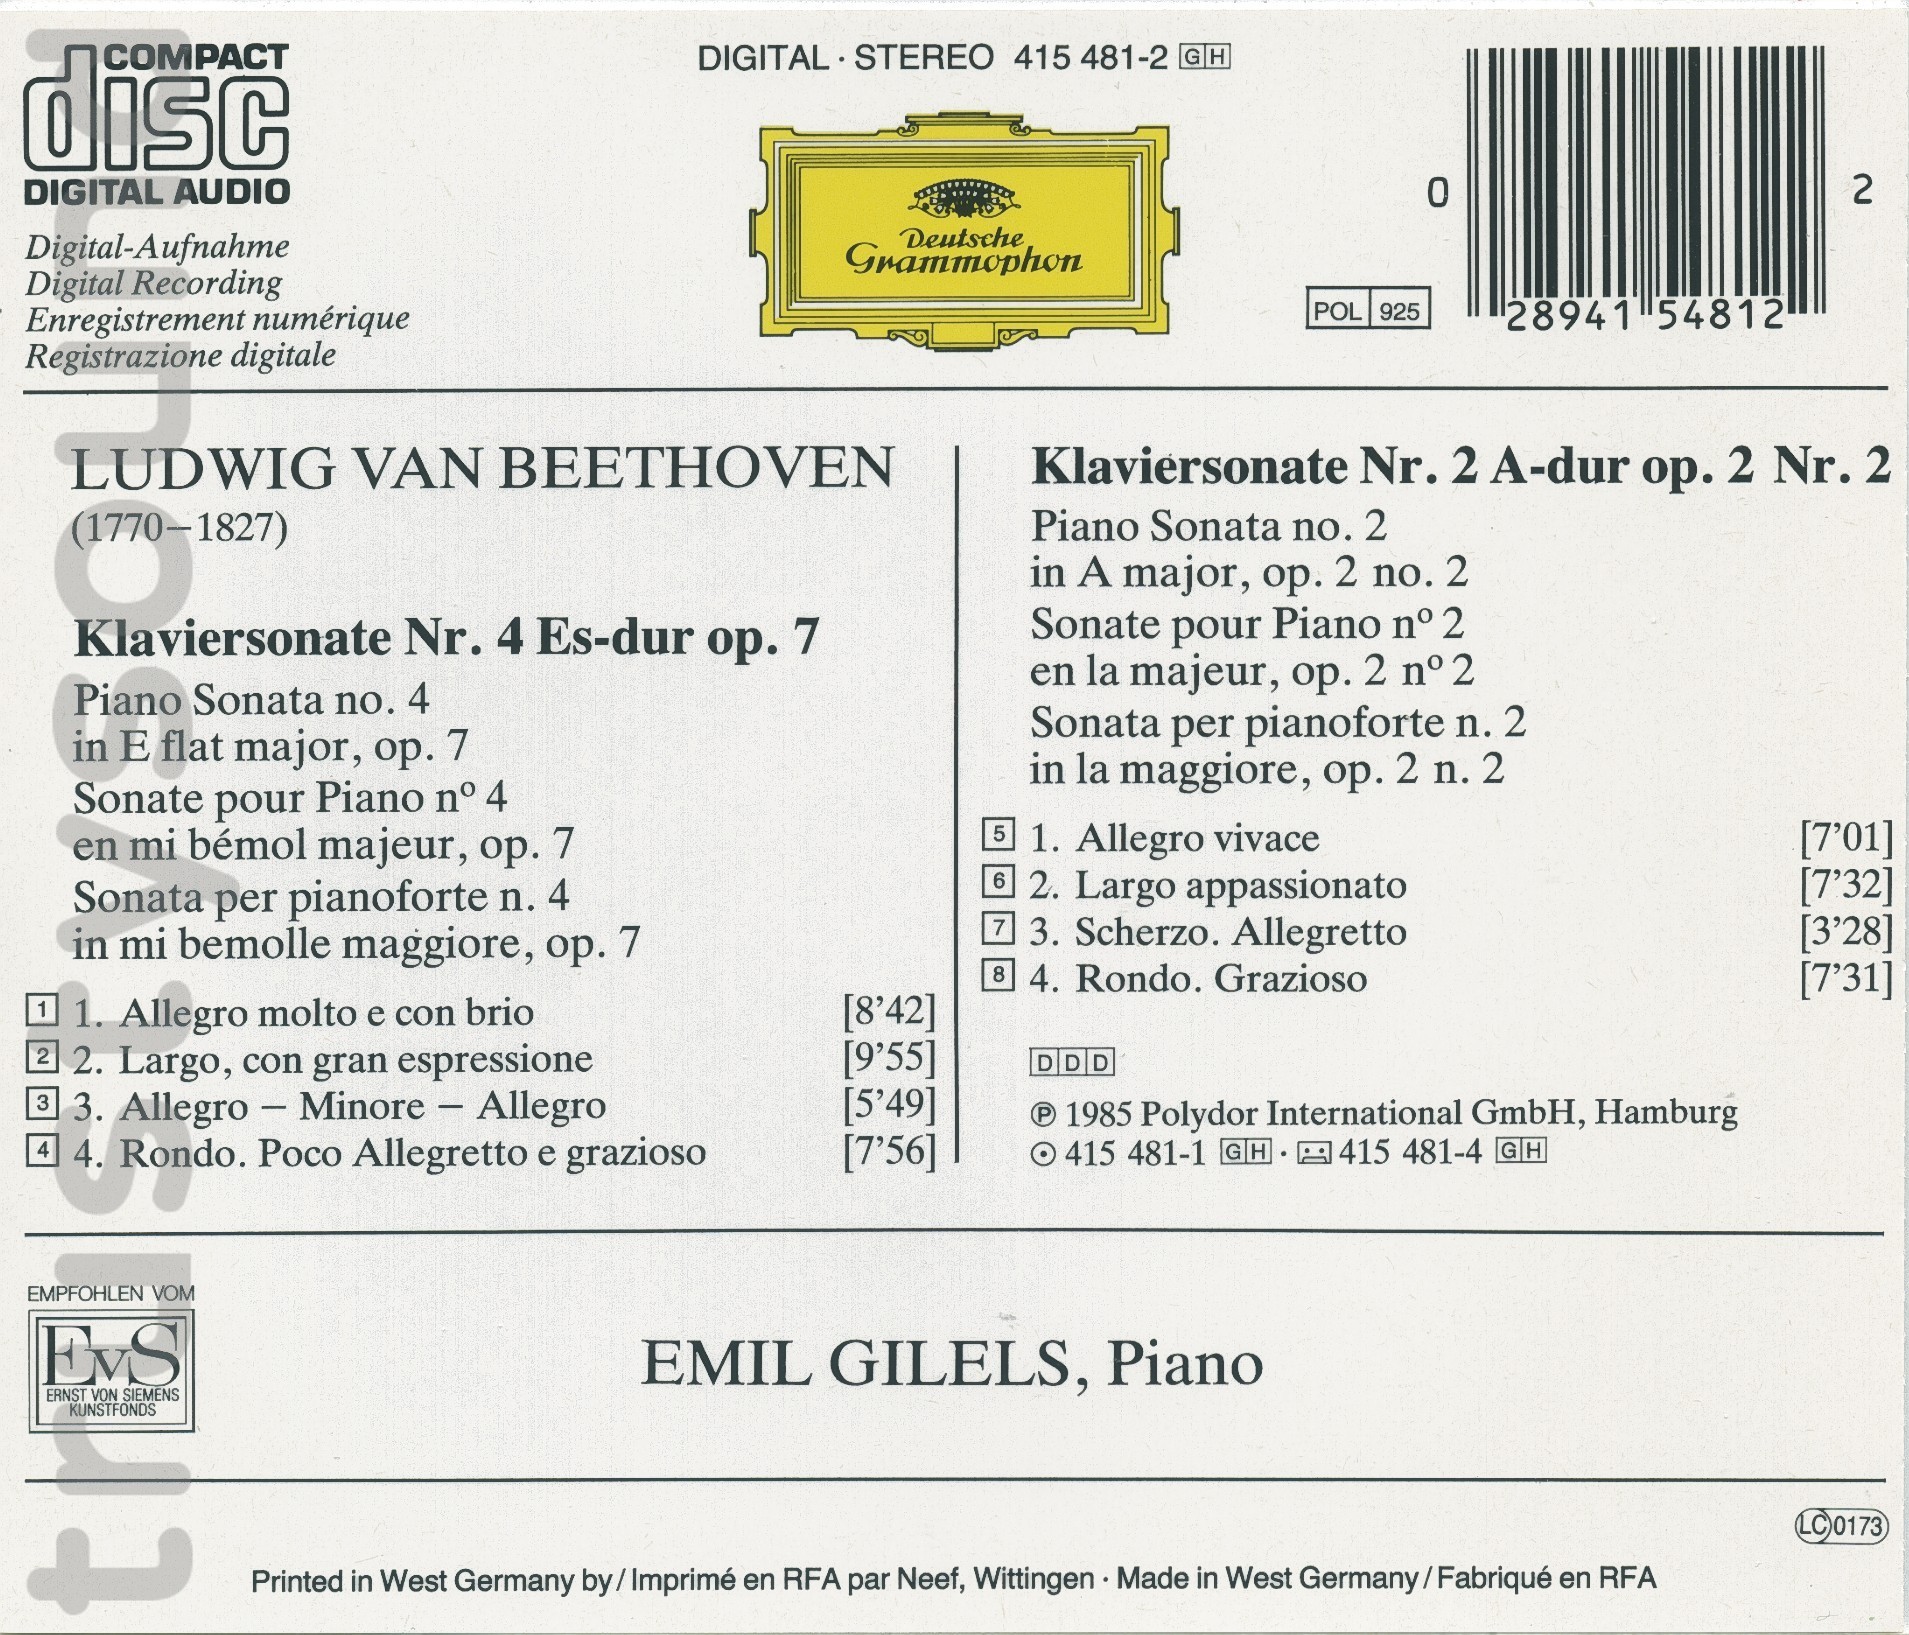 COMPACT
disc
DIGITAL AUDIO
Digital-Aufnahme
Digital Recording
Enregistrement numérique
Registrazione digitale
DIGITAL · STEREO 415 481-2 GH
Deutsche
Grammophon
POL 925
0 28941 54812 2
LUDWIG VAN BEETHOVEN
(1770–1827)
Klaviersonate Nr. 4 Es-dur op. 7
Piano Sonata no. 4
in E flat major, op. 7
Sonate pour Piano nº 4
en mi bémol majeur, op. 7
Sonata per pianoforte n. 4
in mi bemolle maggiore, op. 7
1 1. Allegro molto e con brio [8’42]
2 2. Largo, con gran espressione [9’55]
3 3. Allegro – Minore – Allegro [5’49]
4 4. Rondo. Poco Allegretto e grazioso [7’56]
Klaviersonate Nr. 2 A-dur op. 2 Nr. 2
Piano Sonata no. 2
in A major, op. 2 no. 2
Sonate pour Piano nº 2
en la majeur, op. 2 nº 2
Sonata per pianoforte n. 2
in la maggiore, op. 2 n. 2
5 1. Allegro vivace [7’01]
6 2. Largo appassionato [7’32]
7 3. Scherzo. Allegretto [3’28]
8 4. Rondo. Grazioso [7’31]
DDD
℗ 1985 Polydor International GmbH, Hamburg
415 481-1 GH · 415 481-4 GH
EMPFOHLEN VOM
EvS
ERNST VON SIEMENS
KUNSTFONDS
EMIL GILELS, Piano
LC 0173
Printed in West Germany by / Imprimé en RFA par Neef, Wittingen · Made in West Germany / Fabriqué en RFA
trustysound